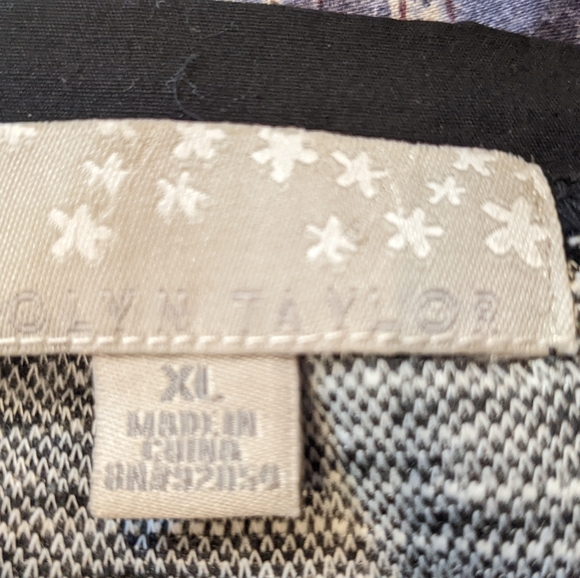 OLYN TAYLOR
XL
MADE IN
CHINA